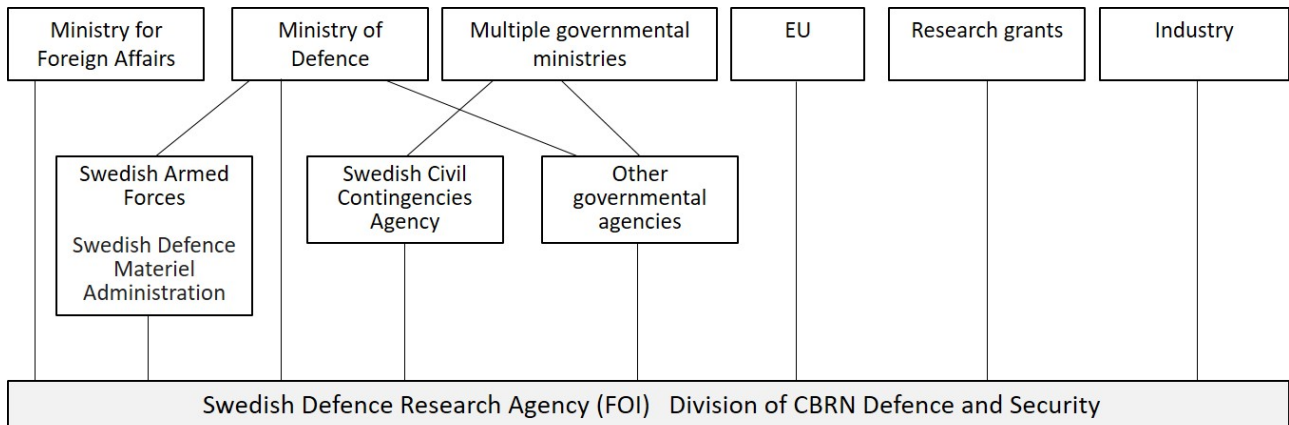 Ministry for
Foreign Affairs
Ministry of
Defence
Multiple governmental
ministries
EU
Research grants
Industry
Swedish Armed
Forces
Swedish Defence
Materiel
Administration
Swedish Civil
Contingencies
Agency
Other
governmental
agencies
Swedish Defence Research Agency (FOI) Division of CBRN Defence and Security